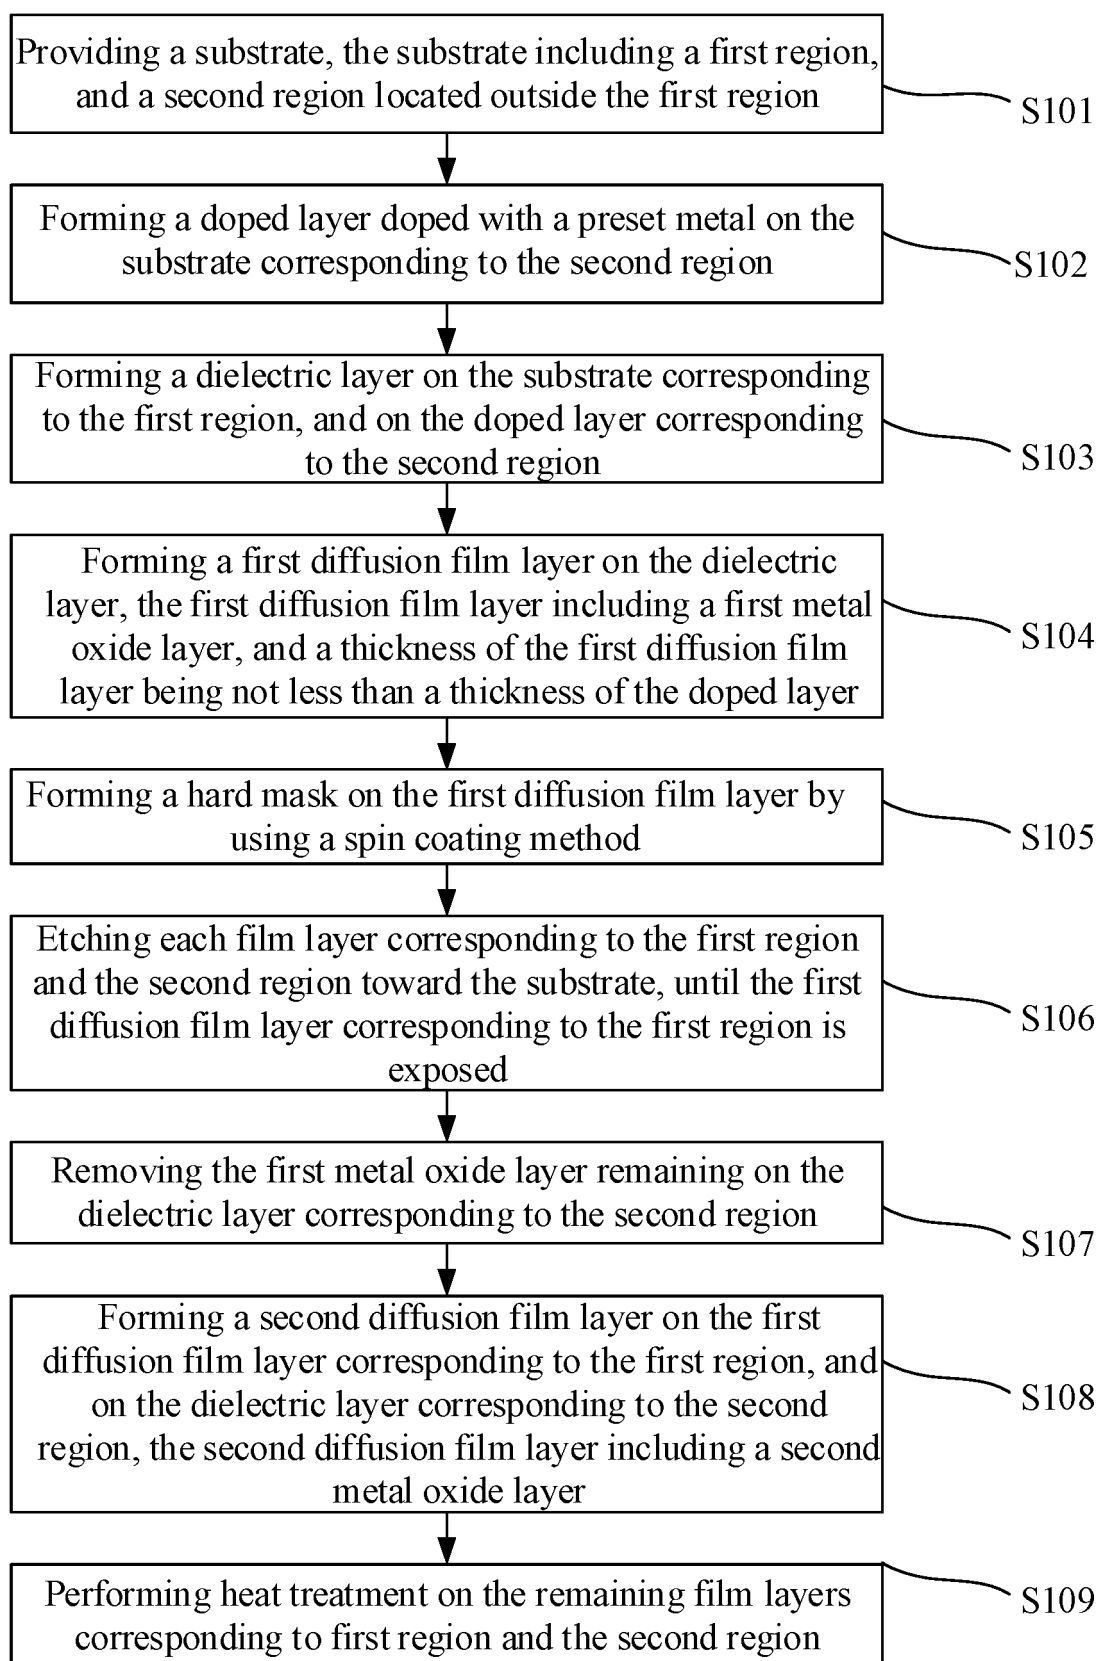 Providing a substrate, the substrate including a first region,
and a second region located outside the first region
S101
Forming a doped layer doped with a preset metal on the
substrate corresponding to the second region
S102
Forming a dielectric layer on the substrate corresponding
to the first region, and on the doped layer corresponding
to the second region
S103
Forming a first diffusion film layer on the dielectric
layer, the first diffusion film layer including a first metal
oxide layer, and a thickness of the first diffusion film
layer being not less than a thickness of the doped layer
S104
Forming a hard mask on the first diffusion film layer by
using a spin coating method
S105
Etching each film layer corresponding to the first region
and the second region toward the substrate, until the first
diffusion film layer corresponding to the first region is
exposed
S106
Removing the first metal oxide layer remaining on the
dielectric layer corresponding to the second region
S107
Forming a second diffusion film layer on the first
diffusion film layer corresponding to the first region, and
on the dielectric layer corresponding to the second
region, the second diffusion film layer including a second
metal oxide layer
S108
Performing heat treatment on the remaining film layers
corresponding to first region and the second region
S109